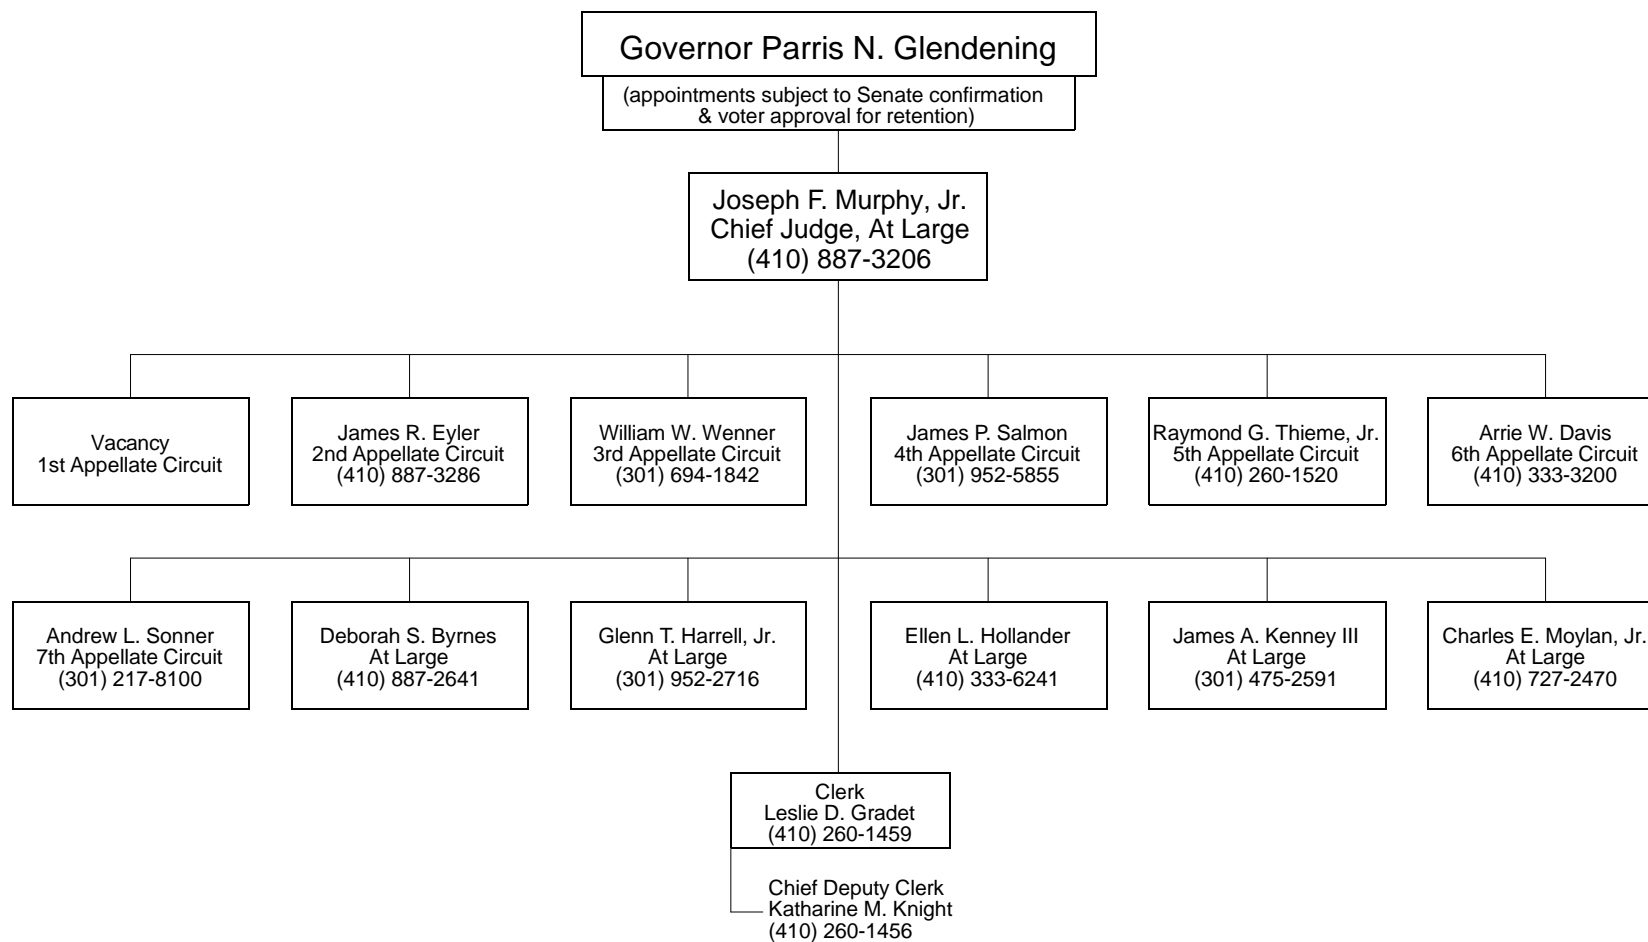 Governor Parris N. Glendening
(appointments subject to Senate confirmation
& voter approval for retention)
Joseph F. Murphy, Jr.
Chief Judge, At Large
(410) 887-3206
Vacancy
1st Appellate Circuit
James R. Eyler
2nd Appellate Circuit
(410) 887-3286
William W. Wenner
3rd Appellate Circuit
(301) 694-1842
James P. Salmon
4th Appellate Circuit
(301) 952-5855
Raymond G. Thieme, Jr.
5th Appellate Circuit
(410) 260-1520
Arrie W. Davis
6th Appellate Circuit
(410) 333-3200
Andrew L. Sonner
7th Appellate Circuit
(301) 217-8100
Deborah S. Byrnes
At Large
(410) 887-2641
Glenn T. Harrell, Jr.
At Large
(301) 952-2716
Ellen L. Hollander
At Large
(410) 333-6241
James A. Kenney III
At Large
(301) 475-2591
Charles E. Moylan, Jr.
At Large
(410) 727-2470
Clerk
Leslie D. Gradet
(410) 260-1459
Chief Deputy Clerk
Katharine M. Knight
(410) 260-1456